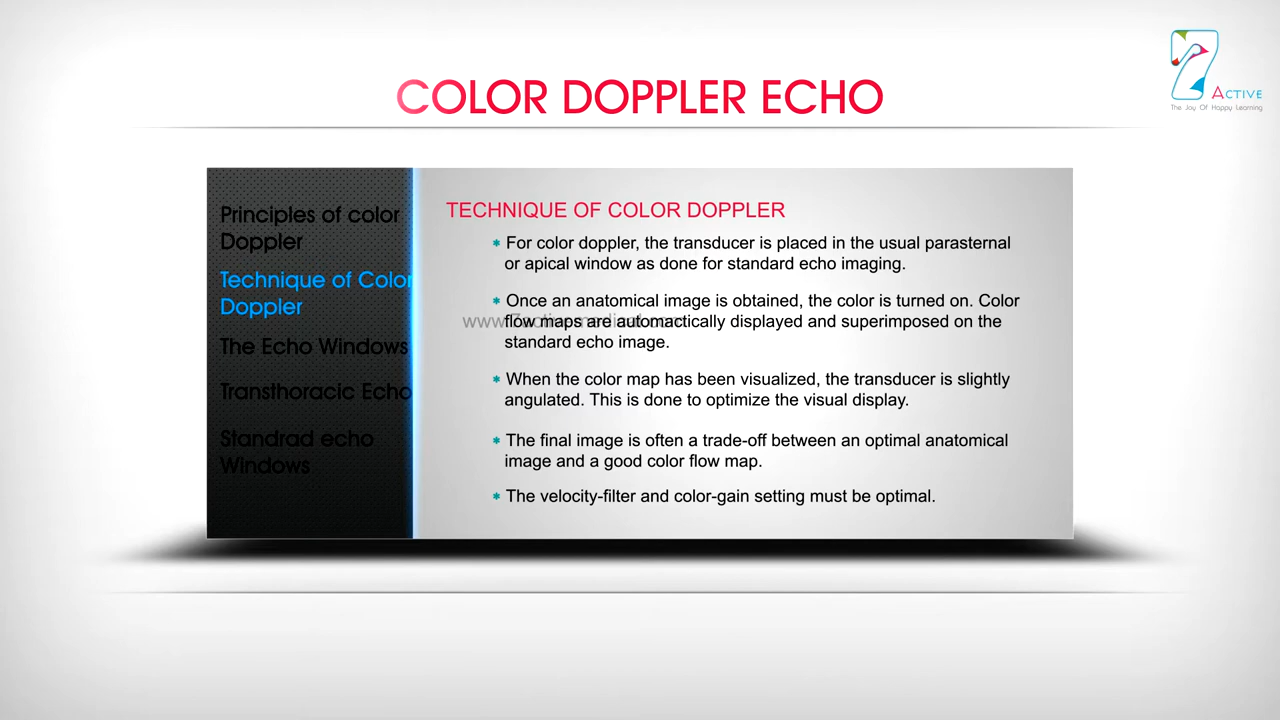 COLOR DOPPLER ECHO
7
ACTIVE
The Joy Of Happy Learning
Principles of color
Doppler
Technique of Color
Doppler
The Echo Windows
Transthoracic Echo
Standrad echo
Windows
TECHNIQUE OF COLOR DOPPLER
* For color doppler, the transducer is placed in the usual parasternal
or apical window as done for standard echo imaging.
* Once an anatomical image is obtained, the color is turned on. Color
flow maps are automactically displayed and superimposed on the
standard echo image.
* When the color map has been visualized, the transducer is slightly
angulated. This is done to optimize the visual display.
* The final image is often a trade-off between an optimal anatomical
image and a good color flow map.
* The velocity-filter and color-gain setting must be optimal.